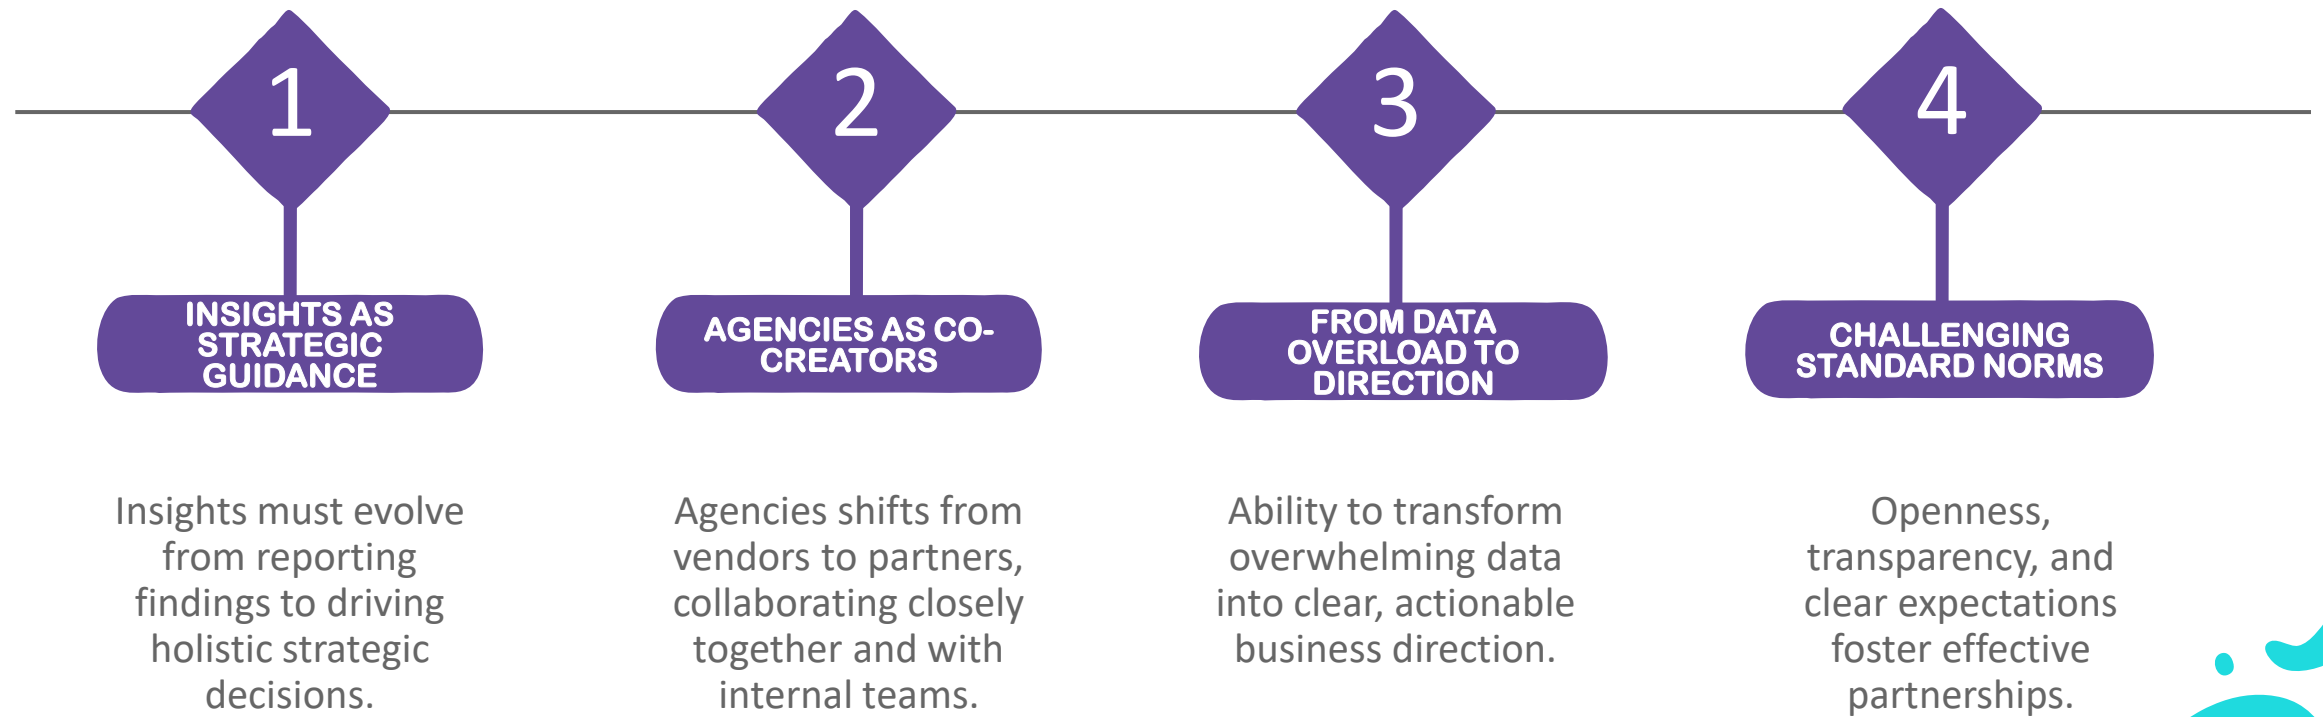 1
INSIGHTS AS
STRATEGIC
GUIDANCE
Insights must evolve
from reporting
findings to driving
holistic strategic
decisions.
2
AGENCIES AS CO-
CREATORS
Agencies shifts from
vendors to partners,
collaborating closely
together and with
internal teams.
3
FROM DATA
OVERLOAD TO
DIRECTION
Ability to transform
overwhelming data
into clear, actionable
business direction.
4
CHALLENGING
STANDARD NORMS
Openness,
transparency, and
clear expectations
foster effective
partnerships.